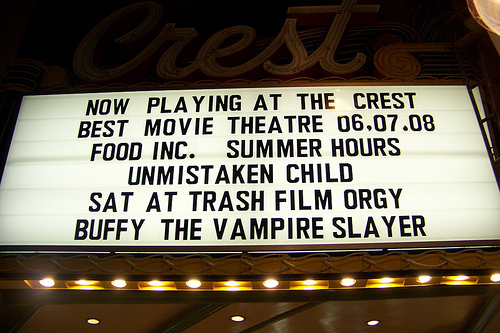 Crest
NOW PLAYING AT THE CREST
BEST MOVIE THEATRE 06,07,08
FOOD INC. SUMMER HOURS
UNMISTAKEN CHILD
SAT AT TRASH FILM ORGY
BUFFY THE VAMPIRE SLAYER